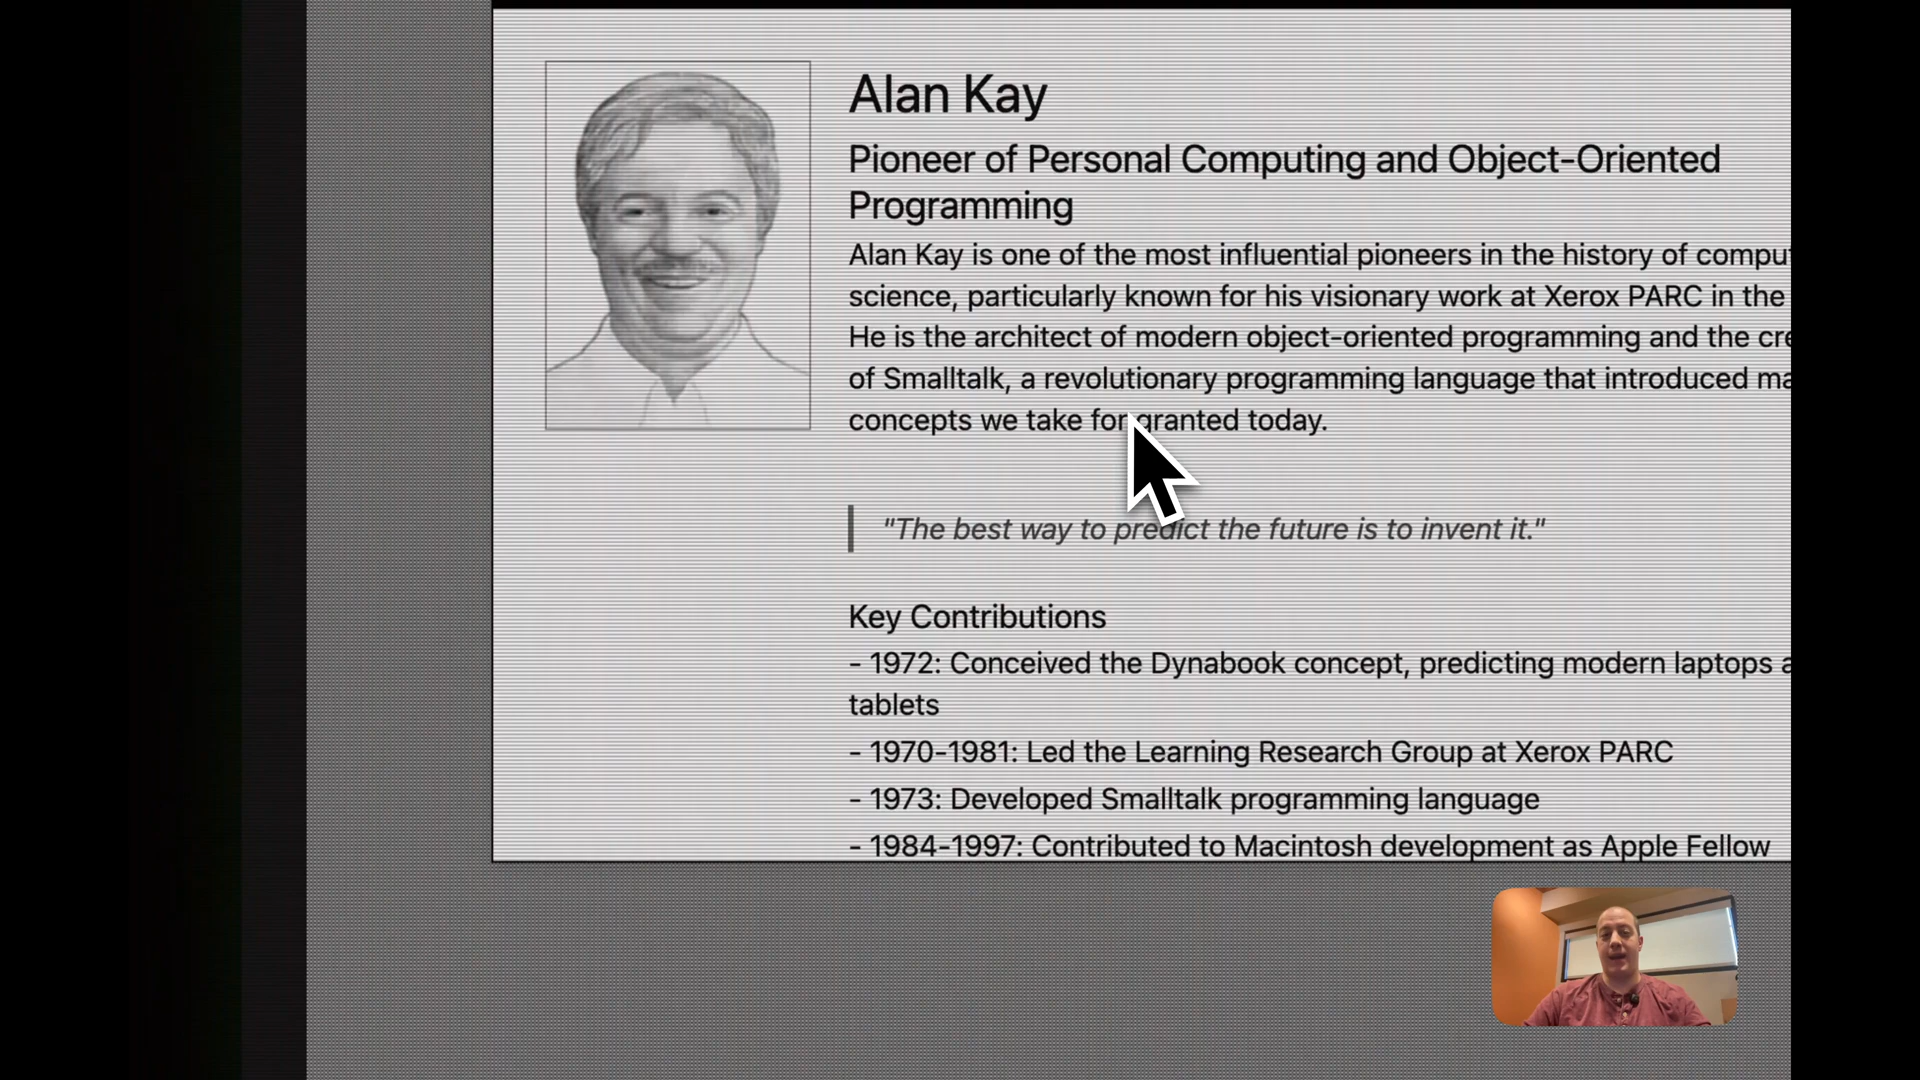 Alan Kay
Pioneer of Personal Computing and Object-Oriented
Programming
Alan Kay is one of the most influential pioneers in the history of
science, particularly known for his visionary work at Xerox PARC in the
He is the architect of modern object-oriented programming and the
of Smalltalk, a revolutionary programming language that introduced
concepts we take for granted today.
"The best way to predict the future is to invent it."
Key Contributions
- 1972: Conceived the Dynabook concept, predicting modern laptops
tablets
- 1970-1981: Led the Learning Research Group at Xerox PARC
- 1973: Developed Smalltalk programming language
- 1984-1997: Contributed to Macintosh development as Apple Fellow